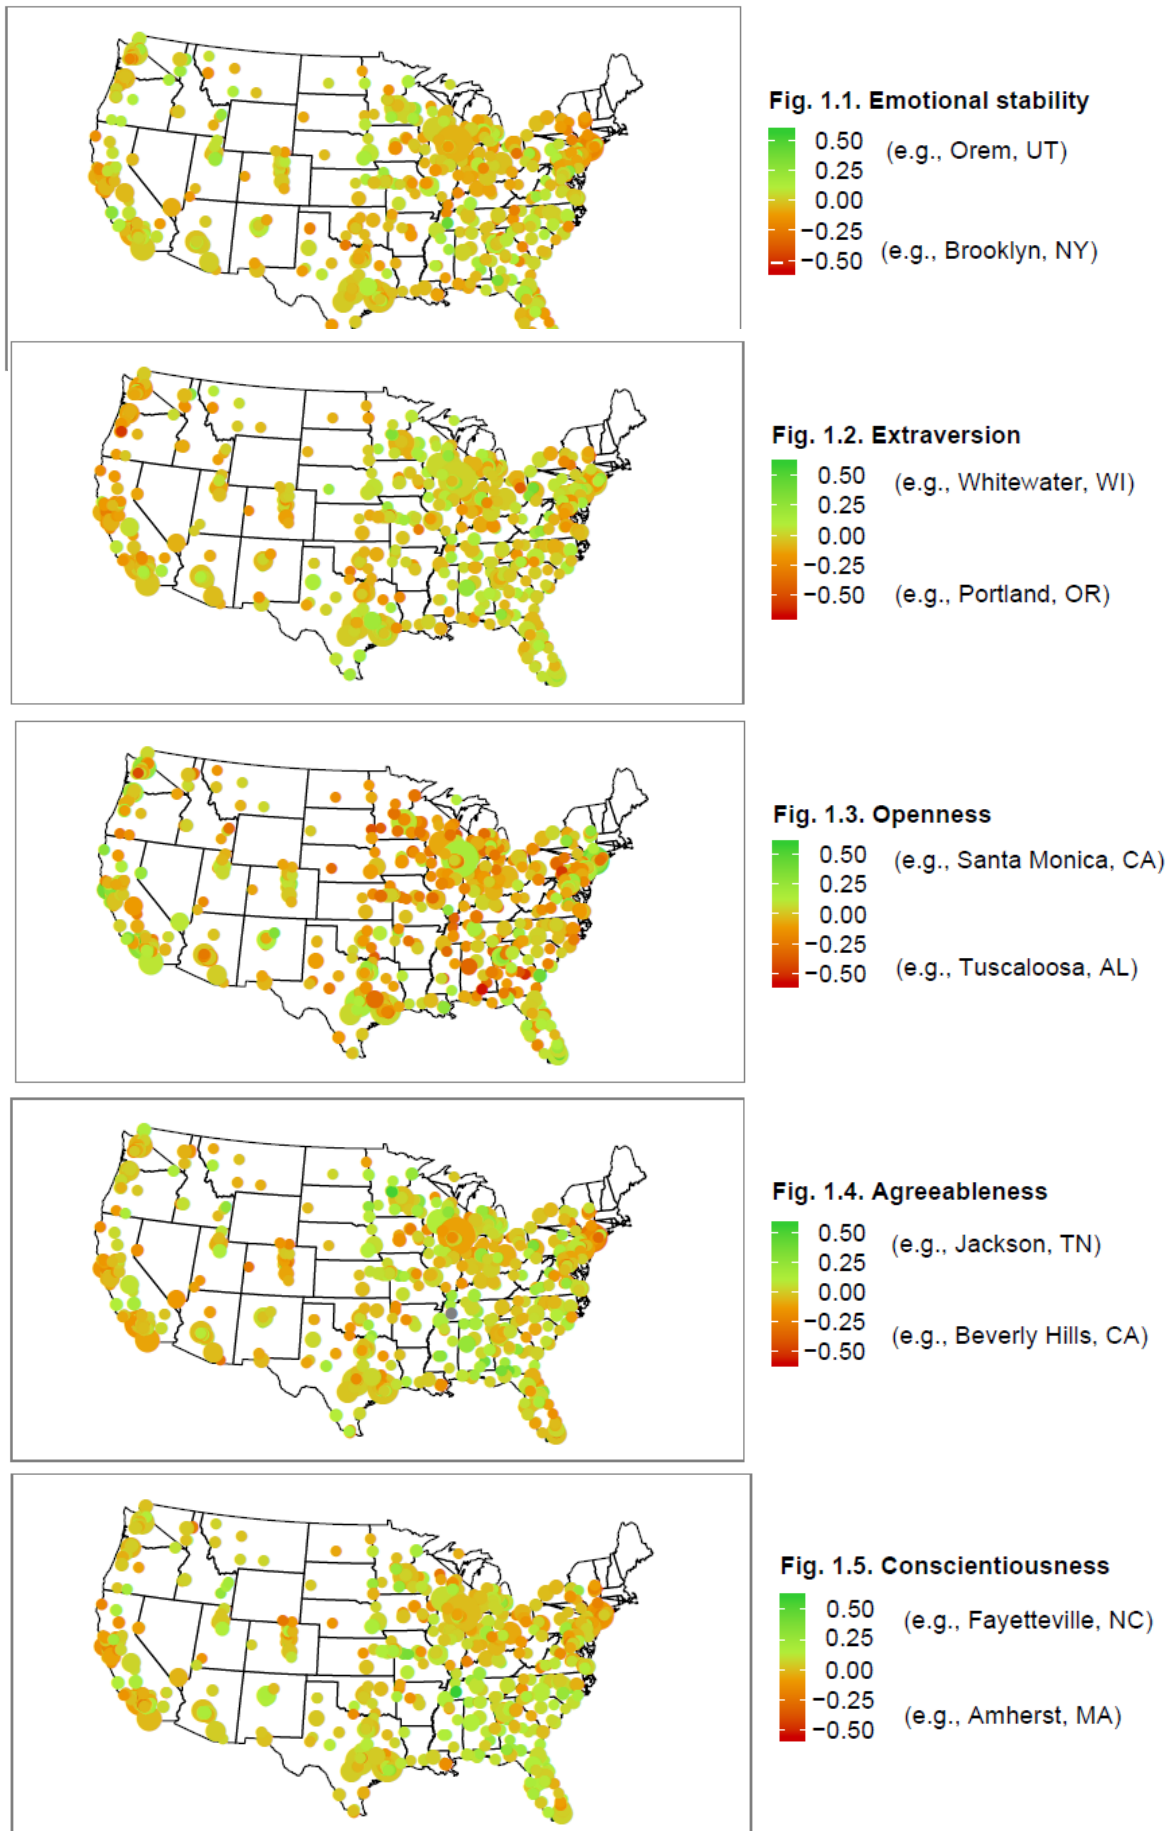 Fig. 1.1. Emotional stability
0.50 (e.g., Orem, UT)
0.25
0.00
−0.25 (e.g., Brooklyn, NY)
−0.50
Fig. 1.2. Extraversion
0.50 (e.g., Whitewater, WI)
0.25
0.00
−0.25
−0.50 (e.g., Portland, OR)
Fig. 1.3. Openness
0.50 (e.g., Santa Monica, CA)
0.25
0.00
−0.25
−0.50 (e.g., Tuscaloosa, AL)
Fig. 1.4. Agreeableness
0.50 (e.g., Jackson, TN)
0.25
0.00
−0.25 (e.g., Beverly Hills, CA)
−0.50
Fig. 1.5. Conscientiousness
0.50 (e.g., Fayetteville, NC)
0.25
0.00
−0.25 (e.g., Amherst, MA)
−0.50